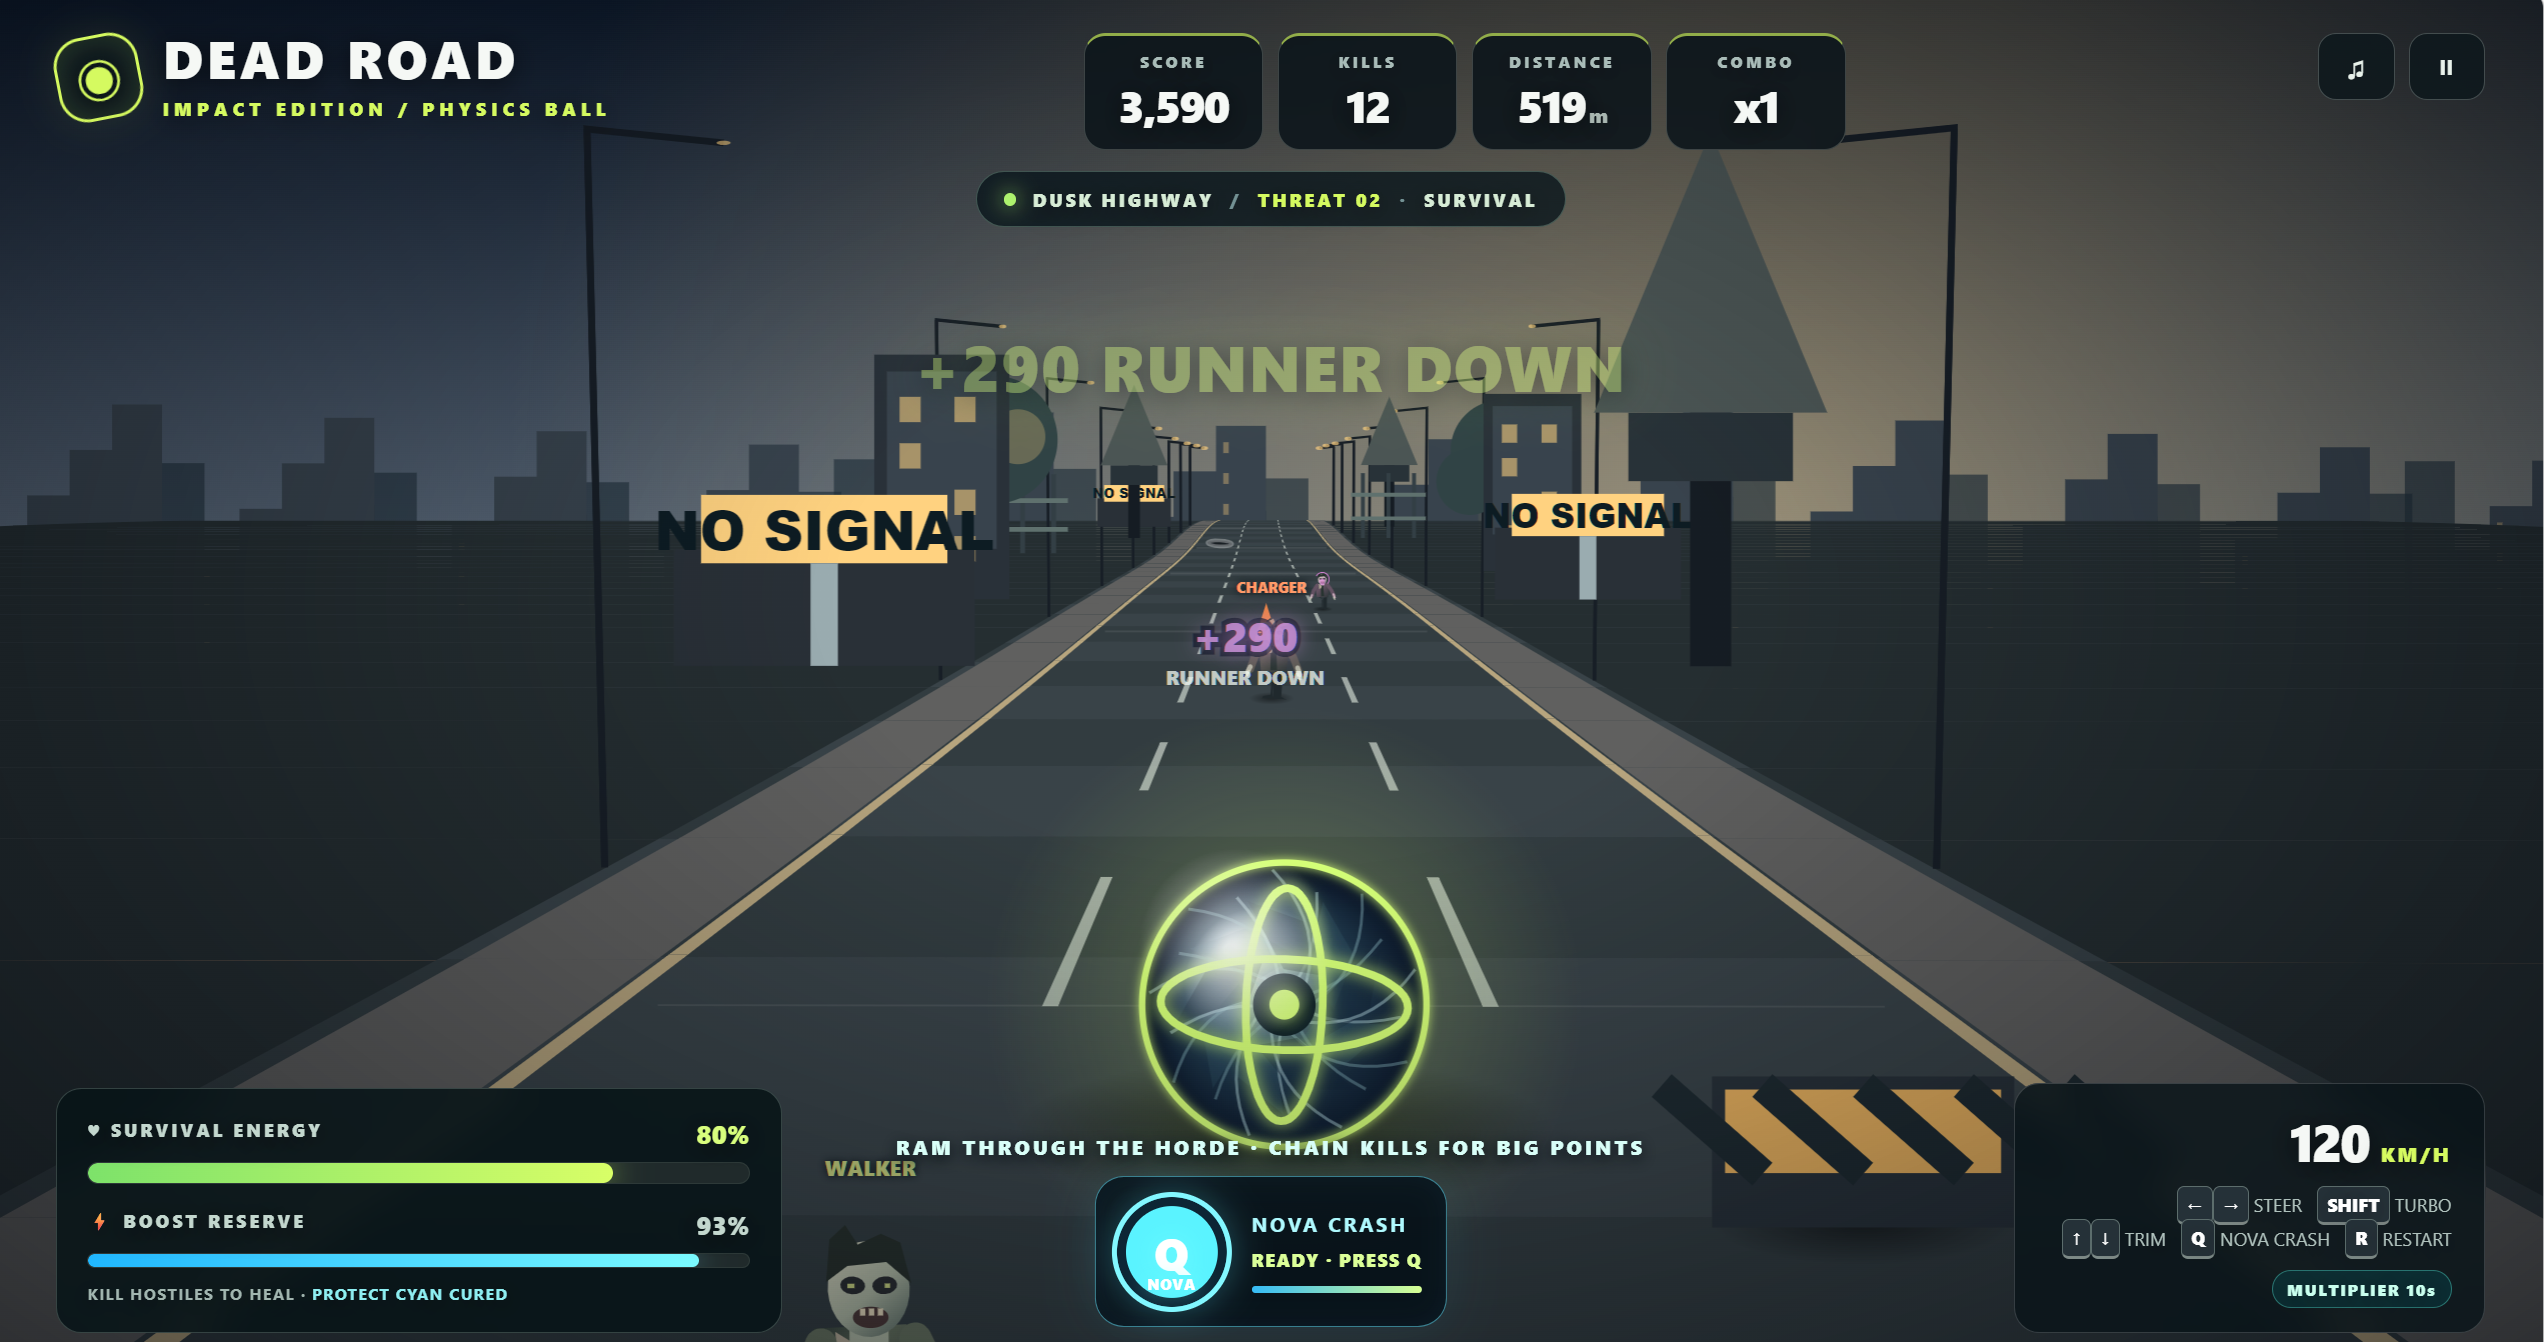 DEAD ROAD
IMPACT EDITION / PHYSICS BALL
SCORE
3,590
KILLS
12
DISTANCE
519m
COMBO
x1
DUSK HIGHWAY / THREAT 02 · SURVIVAL
+290 RUNNER DOWN
NO SIGNAL
NO SIGNAL
NO SIGNAL
CHARGER
+290
RUNNER DOWN
RAM THROUGH THE HORDE · CHAIN KILLS FOR BIG POINTS
WALKER
♥ SURVIVAL ENERGY
80%
BOOST RESERVE
93%
KILL HOSTILES TO HEAL · PROTECT CYAN CURED
Q
NOVA
NOVA CRASH
READY · PRESS Q
120 KM/H
← → STEER SHIFT TURBO
↑ ↓ TRIM Q NOVA CRASH R RESTART
MULTIPLIER 10s